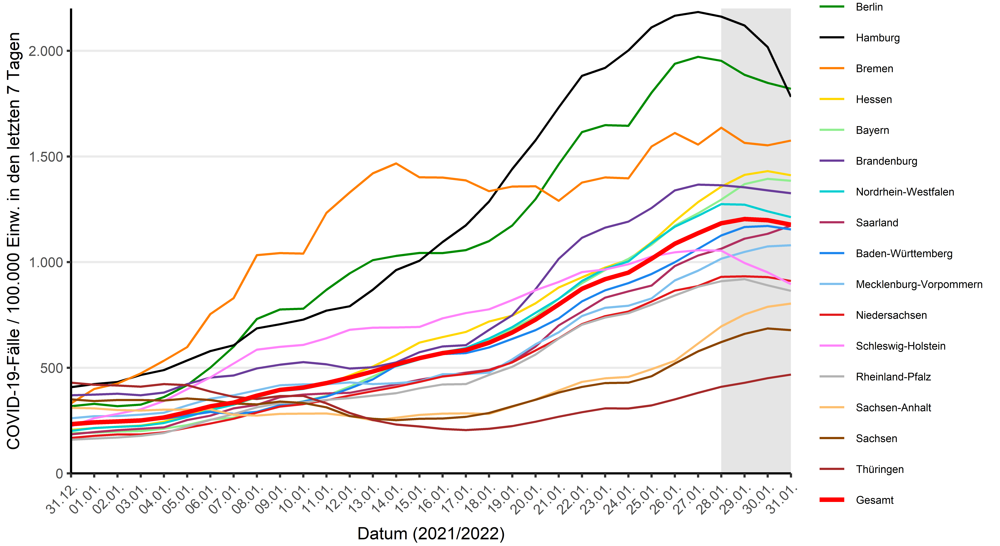 COVID-19-Fälle / 100.000 Einw. in den letzten 7 Tagen
2.000
1.500
1.000
500
0
31.12.
01.01.
02.01.
03.01.
04.01.
05.01.
06.01.
07.01.
08.01.
09.01.
10.01.
11.01.
12.01.
13.01.
14.01.
15.01.
16.01.
17.01.
18.01.
19.01.
20.01.
21.01.
22.01.
23.01.
24.01.
25.01.
26.01.
27.01.
28.01.
29.01.
30.01.
31.01.
Datum (2021/2022)
Berlin
Hamburg
Bremen
Hessen
Bayern
Brandenburg
Nordrhein-Westfalen
Saarland
Baden-Württemberg
Mecklenburg-Vorpommern
Niedersachsen
Schleswig-Holstein
Rheinland-Pfalz
Sachsen-Anhalt
Sachsen
Thüringen
Gesamt